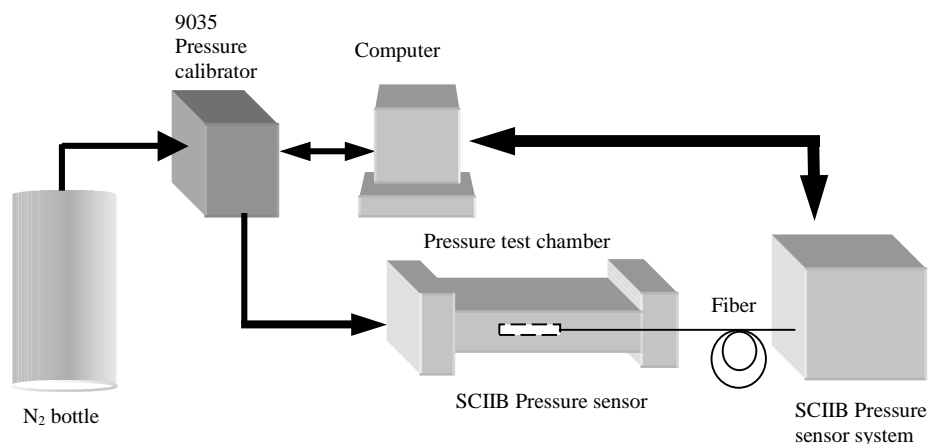 9035
Pressure
calibrator
Computer
Pressure test chamber
Fiber
N₂ bottle
SCIIB Pressure sensor
SCIIB Pressure
sensor system